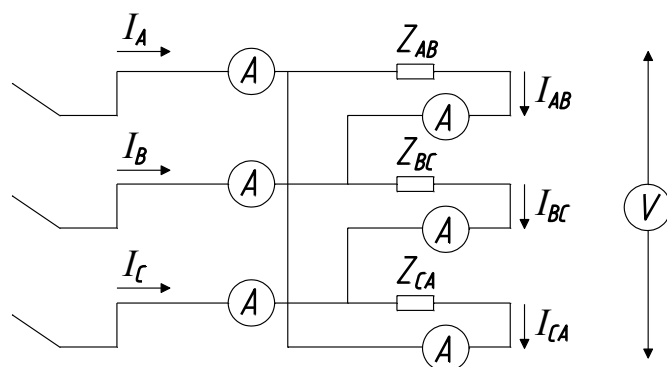 I_A A Z_AB
A I_AB
I_B A Z_BC
A I_BC V
I_C A Z_CA
A I_CA